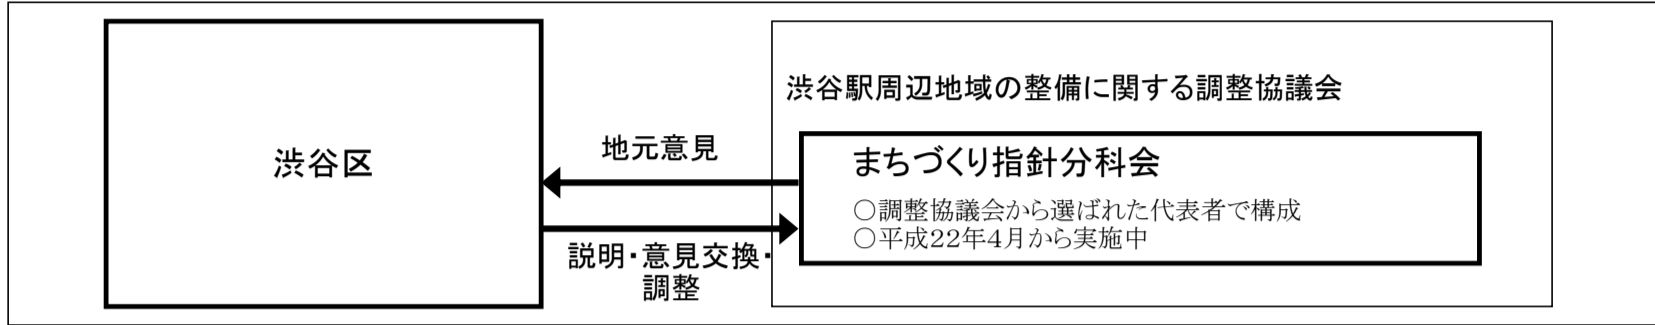 渋谷区
地元意見
説明・意見交換・
調整
渋谷駅周辺地域の整備に関する調整協議会
まちづくり指針分科会
○調整協議会から選ばれた代表者で構成
○平成22年4月から実施中